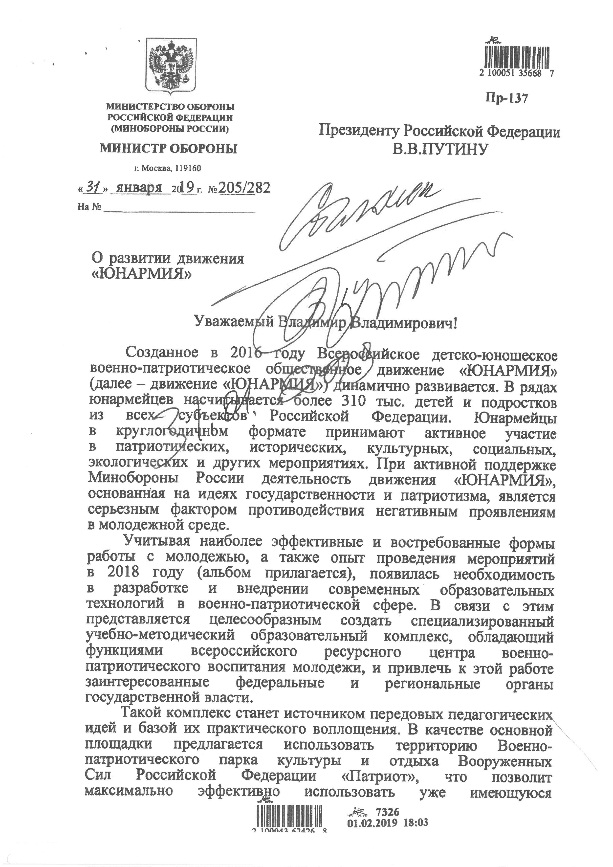 2 100051 35668 7
Пр-137
МИНИСТЕРСТВО ОБОРОНЫ
РОССИЙСКОЙ ФЕДЕРАЦИИ
(МИНОБОРОНЫ РОССИИ)
МИНИСТР ОБОРОНЫ
г. Москва, 119160
«31» января 2019 г. № 205/282
На №
Президенту Российской Федерации
В.В.ПУТИНУ
О развитии движения
«ЮНАРМИЯ»
Уважаемый Владимир Владимирович!
Созданное в 2016 году Всероссийское детско-юношеское
военно-патриотическое общественное движение «ЮНАРМИЯ»
(далее – движение «ЮНАРМИЯ») динамично развивается. В рядах
юнармейцев насчитывается более 310 тыс. детей и подростков
из всех субъектов Российской Федерации. Юнармейцы
в круглогодичном формате принимают активное участие
в патриотических, исторических, культурных, социальных,
экологических и других мероприятиях. При активной поддержке
Минобороны России деятельность движения «ЮНАРМИЯ»,
основанная на идеях государственности и патриотизма, является
серьезным фактором противодействия негативным проявлениям
в молодежной среде.
Учитывая наиболее эффективные и востребованные формы
работы с молодежью, а также опыт проведения мероприятий
в 2018 году (альбом прилагается), появилась необходимость
в разработке и внедрении современных образовательных
технологий в военно-патриотической сфере. В связи с этим
представляется целесообразным создать специализированный
учебно-методический образовательный комплекс, обладающий
функциями всероссийского ресурсного центра военно-
патриотического воспитания молодежи, и привлечь к этой работе
заинтересованные федеральные и региональные органы
государственной власти.
Такой комплекс станет источником передовых педагогических
идей и базой их практического воплощения. В качестве основной
площадки предлагается использовать территорию Военно-
патриотического парка культуры и отдыха Вооруженных
Сил Российской Федерации «Патриот», что позволит
максимально эффективно использовать уже имеющуюся
7326
01.02.2019 18:03